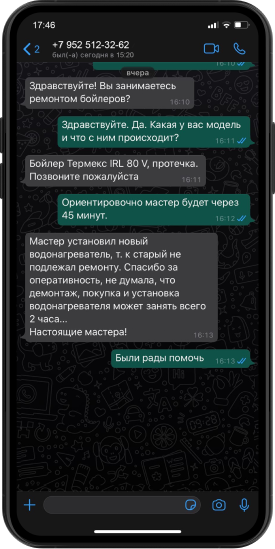 17:46
2
+7 952 512-32-62
был(-а) сегодня в 15:20
16:10
вчера
Здравствуйте! Вы занимаетесь
ремонтом бойлеров?
16:10
Здравствуйте. Да. Какая у вас модель
и что с ним происходит?
16:11
Бойлер Термекс IRL 80 V, протечка.
Позвоните пожалуйста
16:11
Ориентировочно мастер будет через
45 минут.
16:12
Мастер установил новый
водонагреватель, т. к старый не
подлежал ремонту. Спасибо за
оперативность, не думала, что
демонтаж, покупка и установка
водонагревателя может занять всего
2 часа...
Настоящие мастера!
16:13
Были рады помочь
16:13